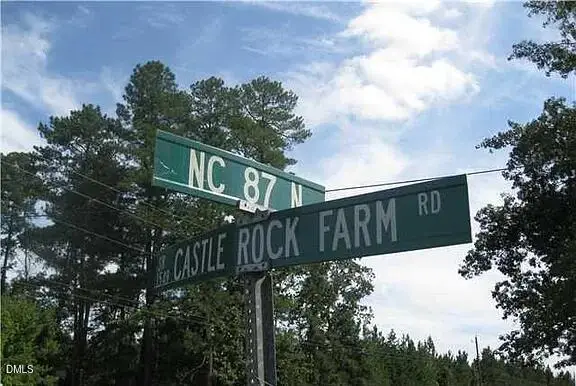 NC 87 N
CASTLE ROCK FARM RD
DMLS